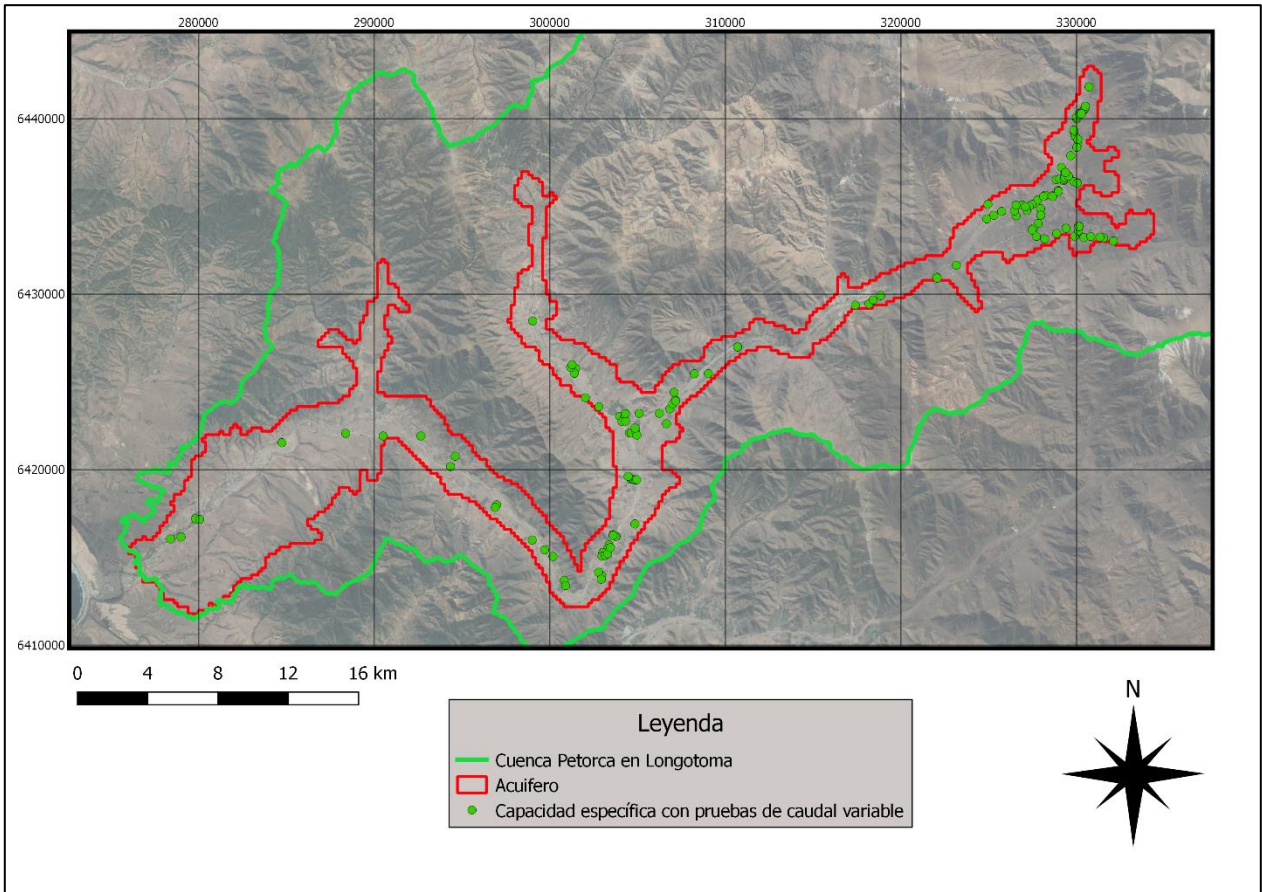 280000 290000 300000 310000 320000 330000
6440000
6430000
6420000
6410000
0 4 8 12 16 km
N
Leyenda
Cuenca Petorca en Longotoma
Acuifero
Capacidad específica con pruebas de caudal variable